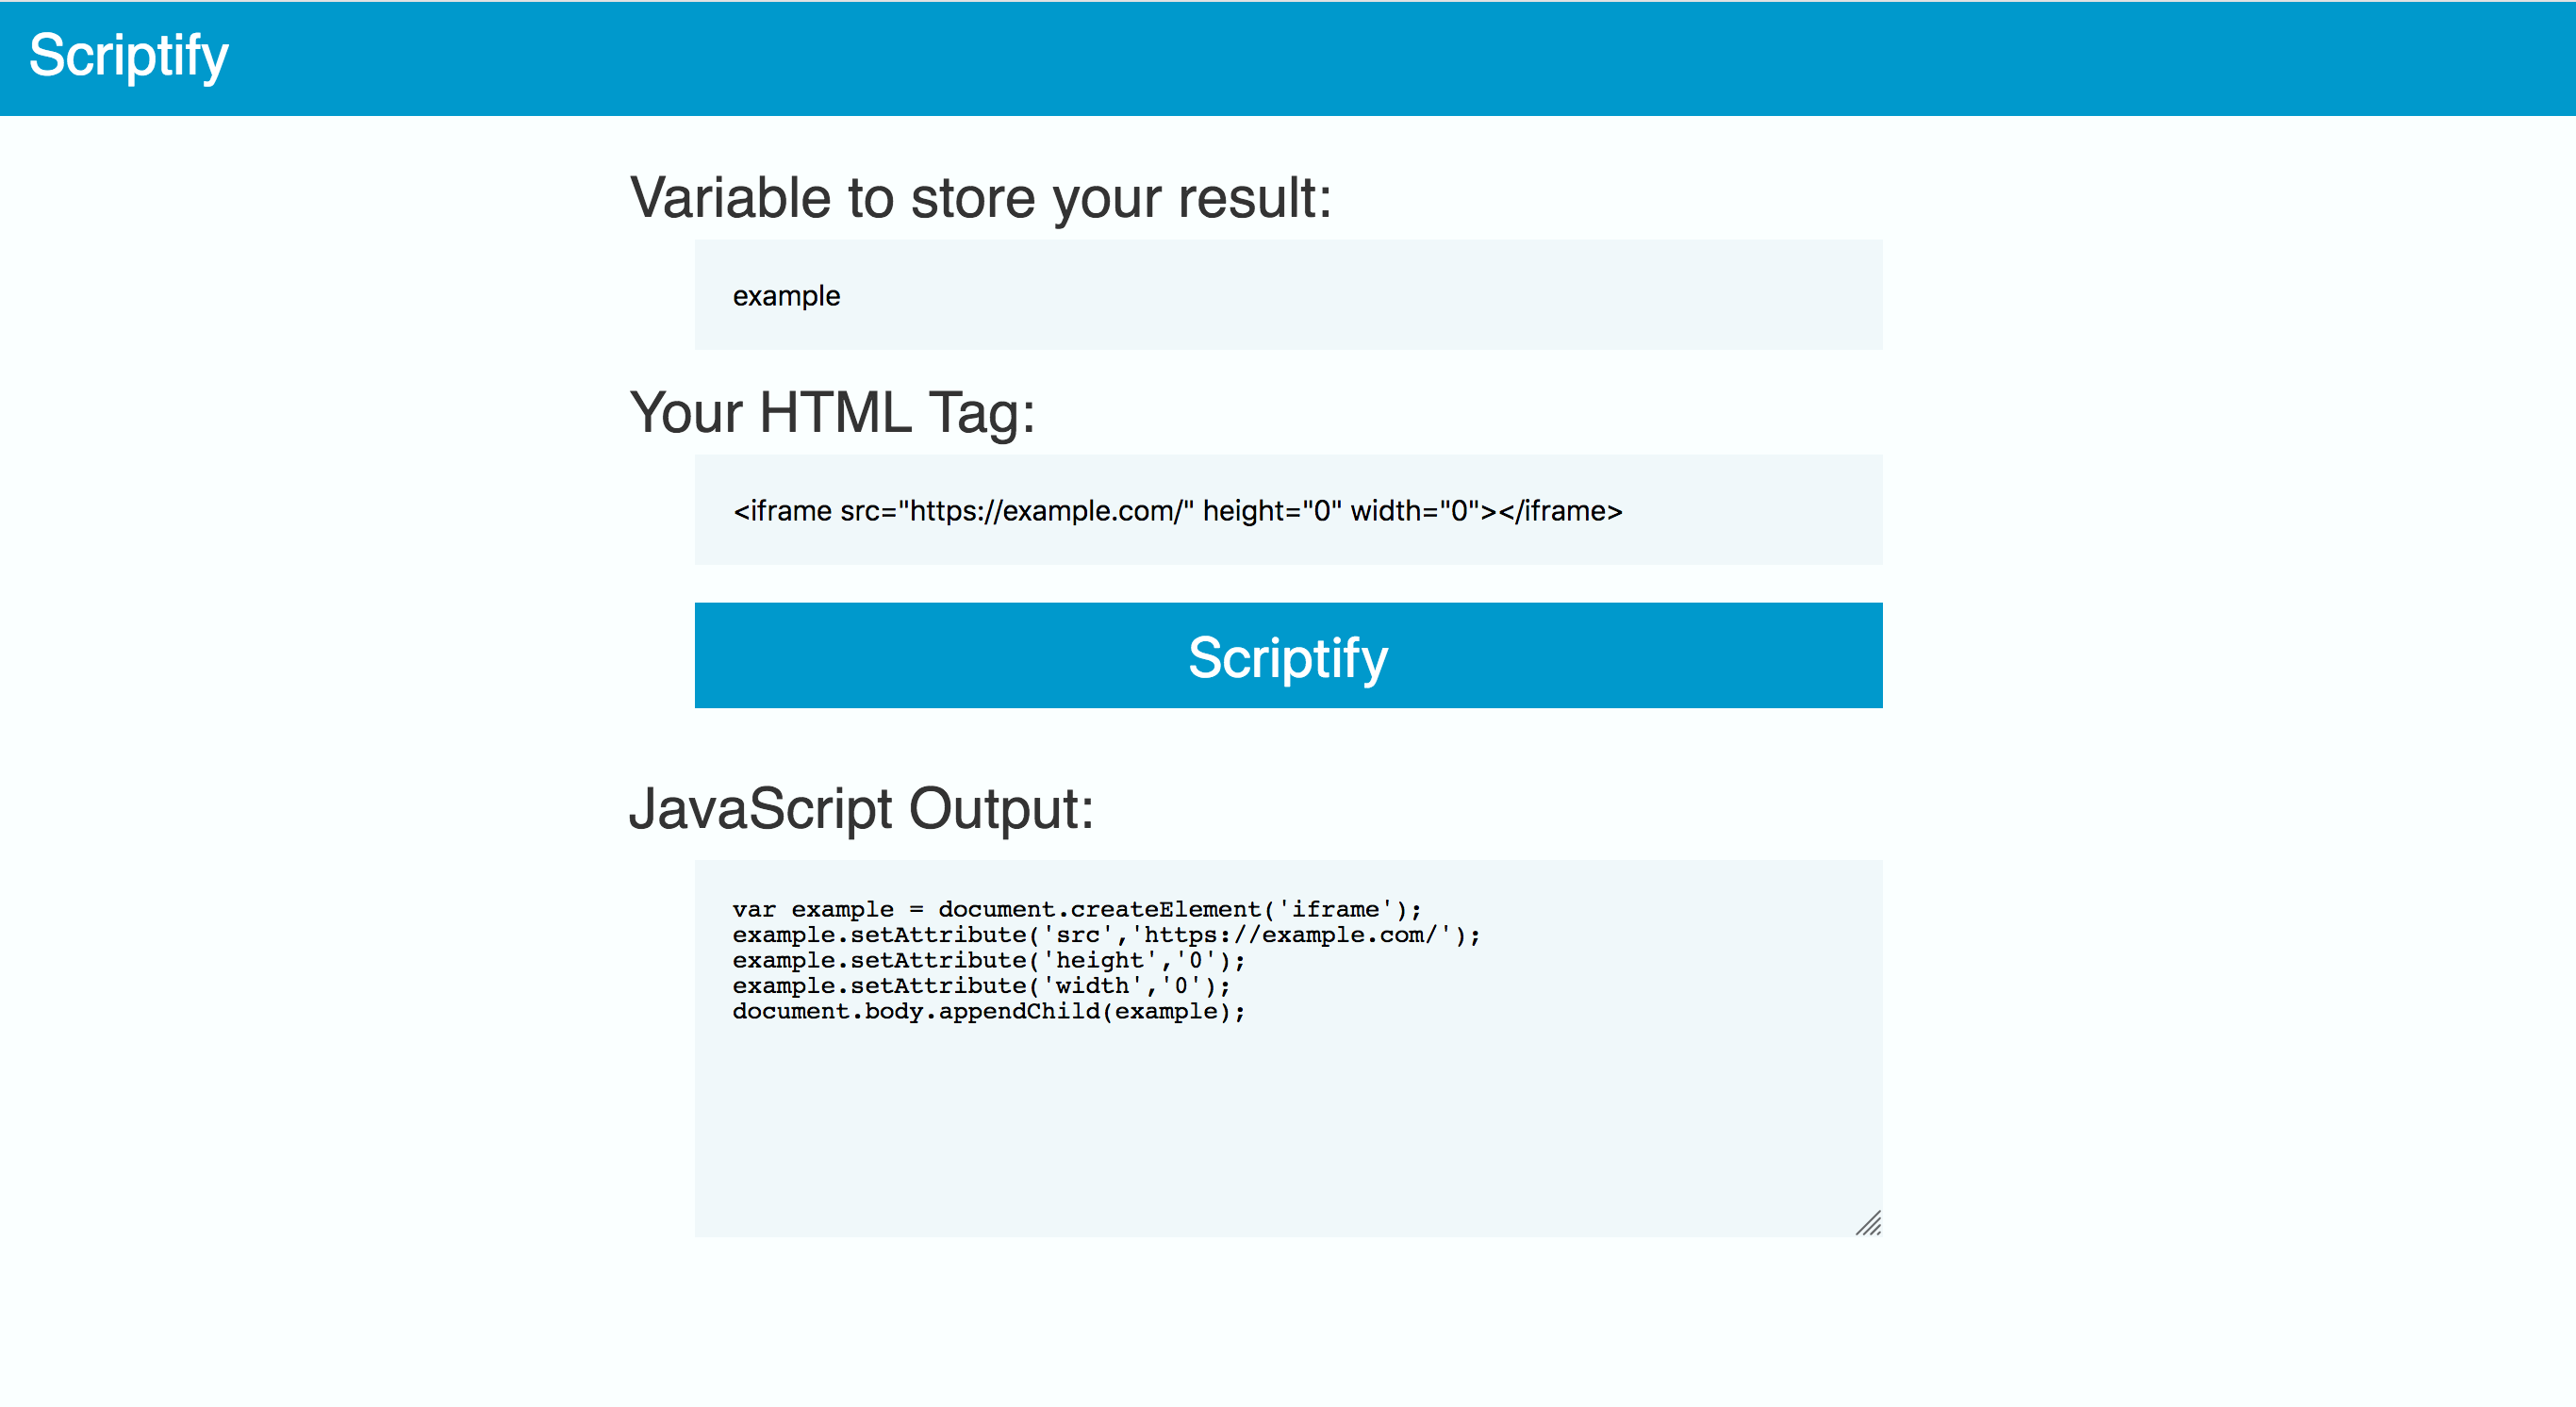 Scriptify
Variable to store your result:
example
Your HTML Tag:
<iframe src="https://example.com/" height="0" width="0"></iframe>
Scriptify
JavaScript Output:
var example = document.createElement('iframe');
example.setAttribute('src','https://example.com/');
example.setAttribute('height','0');
example.setAttribute('width','0');
document.body.appendChild(example);